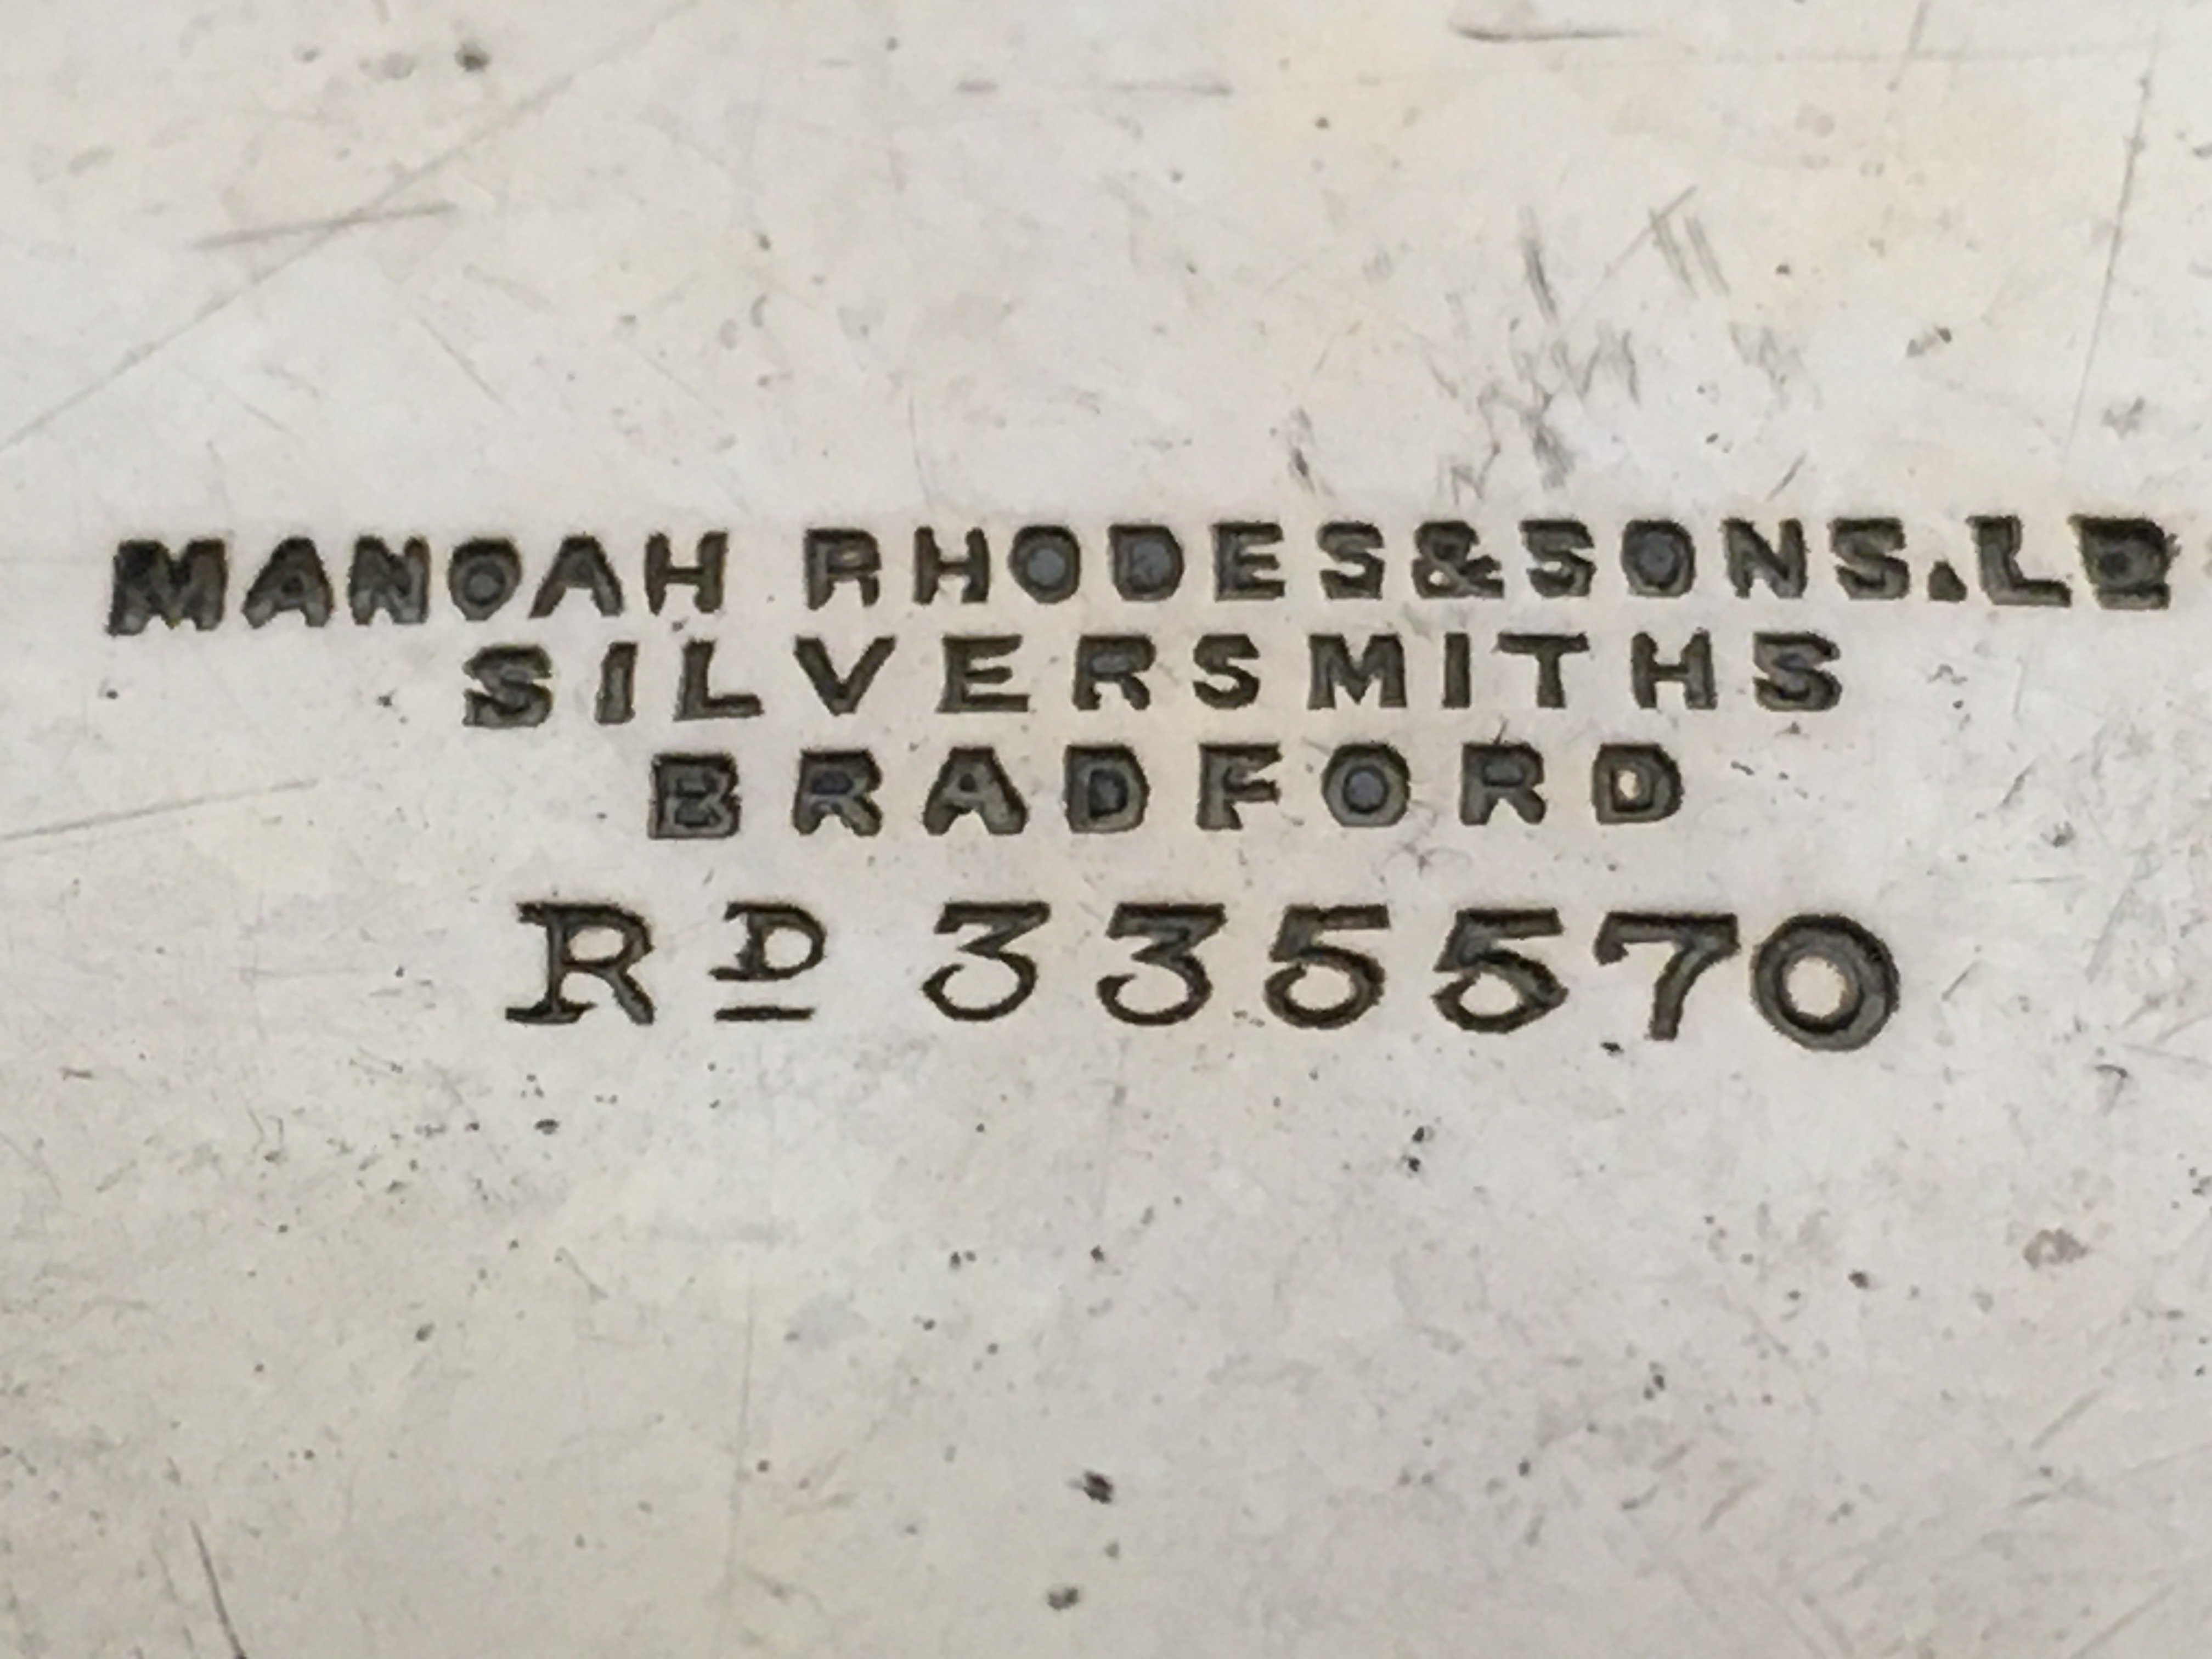 MANOAH RHODES&SONS.LD
SILVERSMITHS
BRADFORD
RD 335570